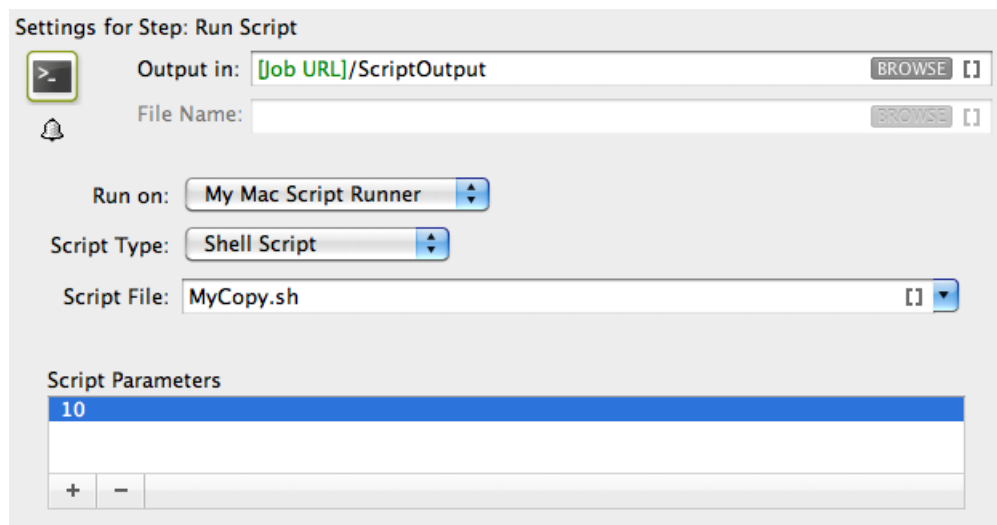 Settings for Step: Run Script
Output in: [Job URL]/ScriptOutput BROWSE []
File Name: BROWSE []
Run on: My Mac Script Runner
Script Type: Shell Script
Script File: MyCopy.sh []
Script Parameters
10
+ −